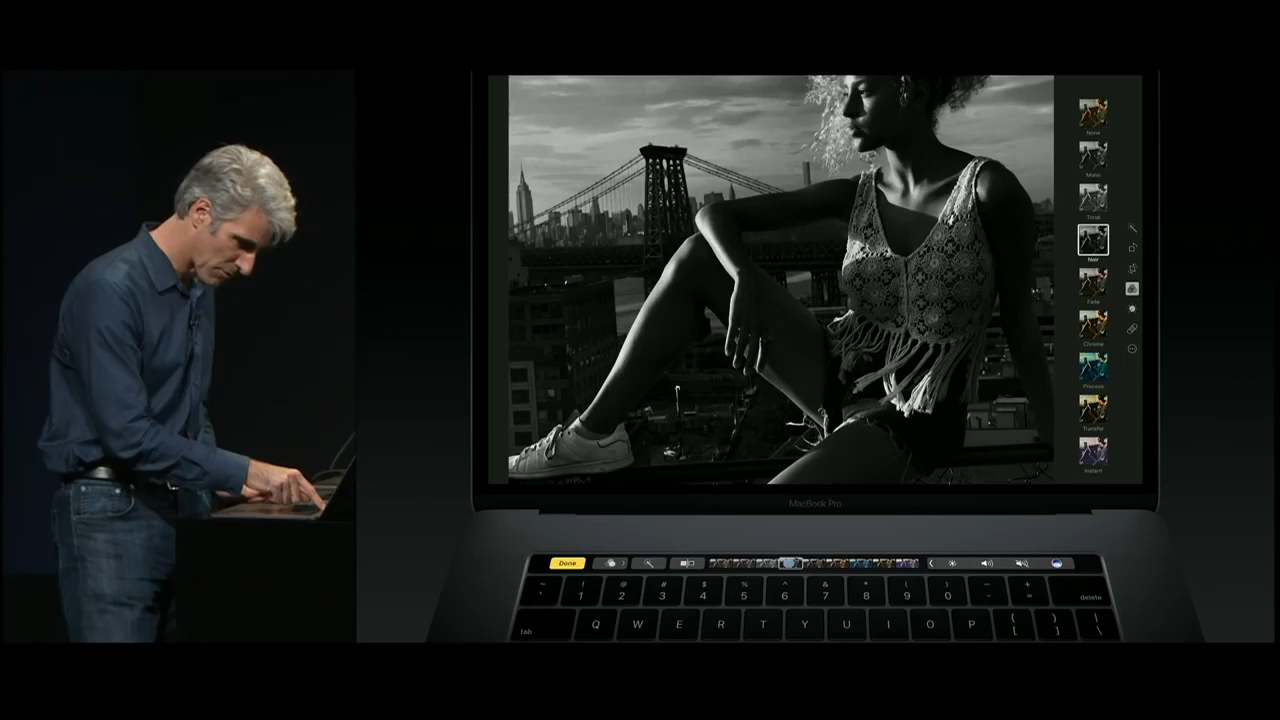 None
Mono
Tonal
Noir
Fade
Chrome
Process
Transfer
Instant
MacBook Pro
Done
~ ! @ # $ % ^ & * ( ) _ +
` 1 2 3 4 5 6 7 8 9 0 - = delete
tab Q W E R T Y U I O P { [ } ] | \